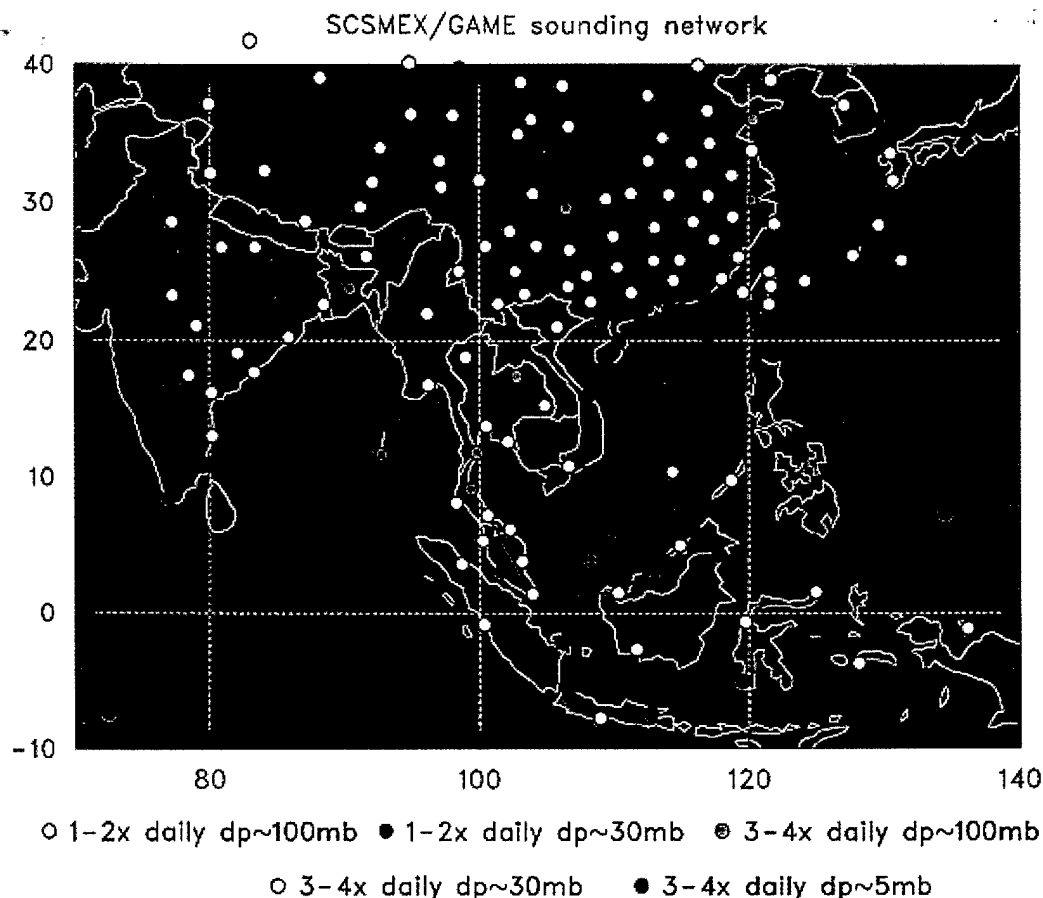 SCSMEX/GAME sounding network
40
30
20
10
0
-10
80 100 120 140
1-2x daily dp~100mb 1-2x daily dp~30mb 3-4x daily dp~100mb
3-4x daily dp~30mb 3-4x daily dp~5mb